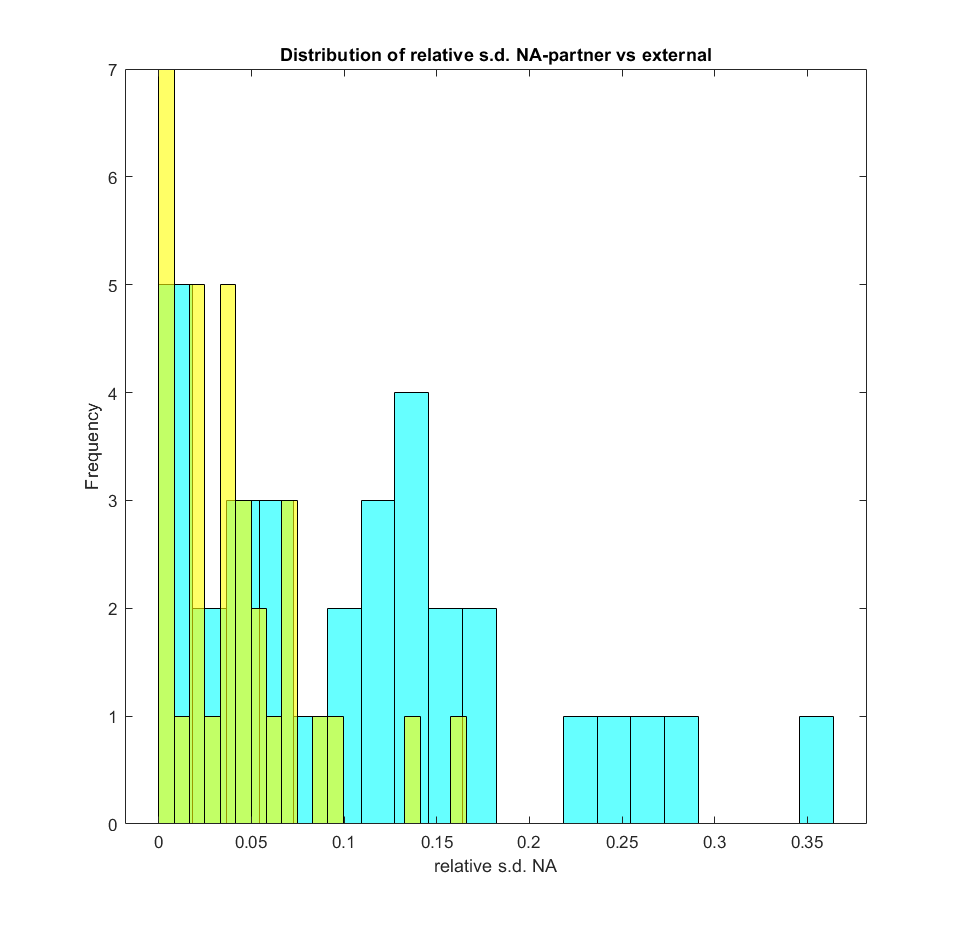 Distribution of relative s.d. NA-partner vs external
7
6
5
4
3
2
1
0
Frequency
0 0.05 0.1 0.15 0.2 0.25 0.3 0.35
relative s.d. NA